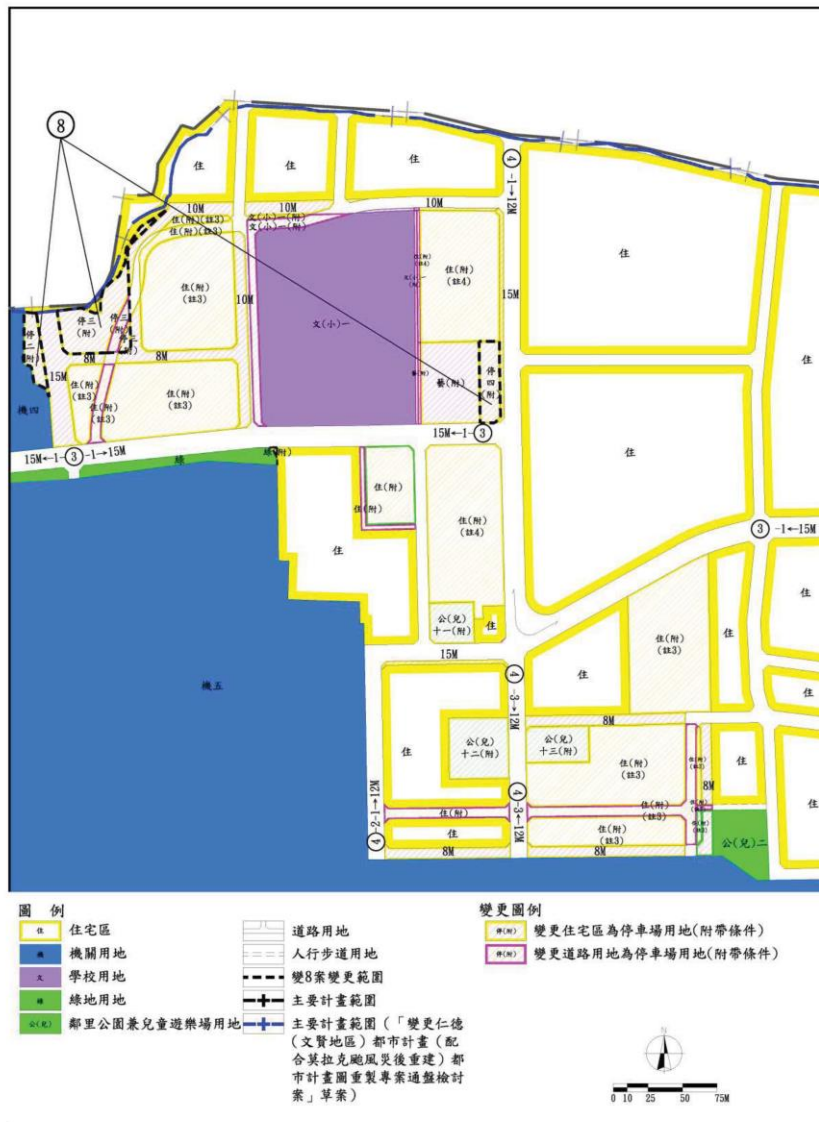 8
住
住
住
4
-1→12M
10M
10M
10M
住(附)(註3)
住(附)(註3)
文(小)一(附)
文(小)一(附)
住
住(附)
(註3)
10M
文(小)一
住(附)
(註4)
住(附)
(註4)
15M
停三
(附)
停三
(附)
停二
(附)
8M
8M
15M
住(附)
(註3)
住(附)
(註3)
住(附)
(註3)
機四
藝(附)
停四
(附)
15M←1-
3
15M←1-
3
-1→15M
綠
綠(附)
住
住(附)
住(附)
住
住(附)
(註4)
3
-1←15M
住
公(兒)
十一(附)
住
住(附)
(註3)
住
住
住
15M
4
-3→12M
機五
住
公(兒)
十二(附)
8M
公(兒)
十三(附)
住(附)
(註3)
8M
住
4
-3←12M
4
-2-1→12M
住(附)
住(附)
(註3)
住
住(附)
(註3)
住
8M
8M
公(兒)二
圖 例
住 住宅區
機 機關用地
文 學校用地
綠 綠地用地
公(兒) 鄰里公園兼兒童遊樂場用地
道路用地
人行步道用地
變8案變更範圍
主要計畫範圍
主要計畫範圍(「變更仁德
(文賢地區)都市計畫(配
合莫拉克颱風災後重建)都
市計畫圖重製專案通盤檢討
案」草案)
變更圖例
停(附) 變更住宅區為停車場用地(附帶條件)
停(附) 變更道路用地為停車場用地(附帶條件)
N
0 10 25 50 75M